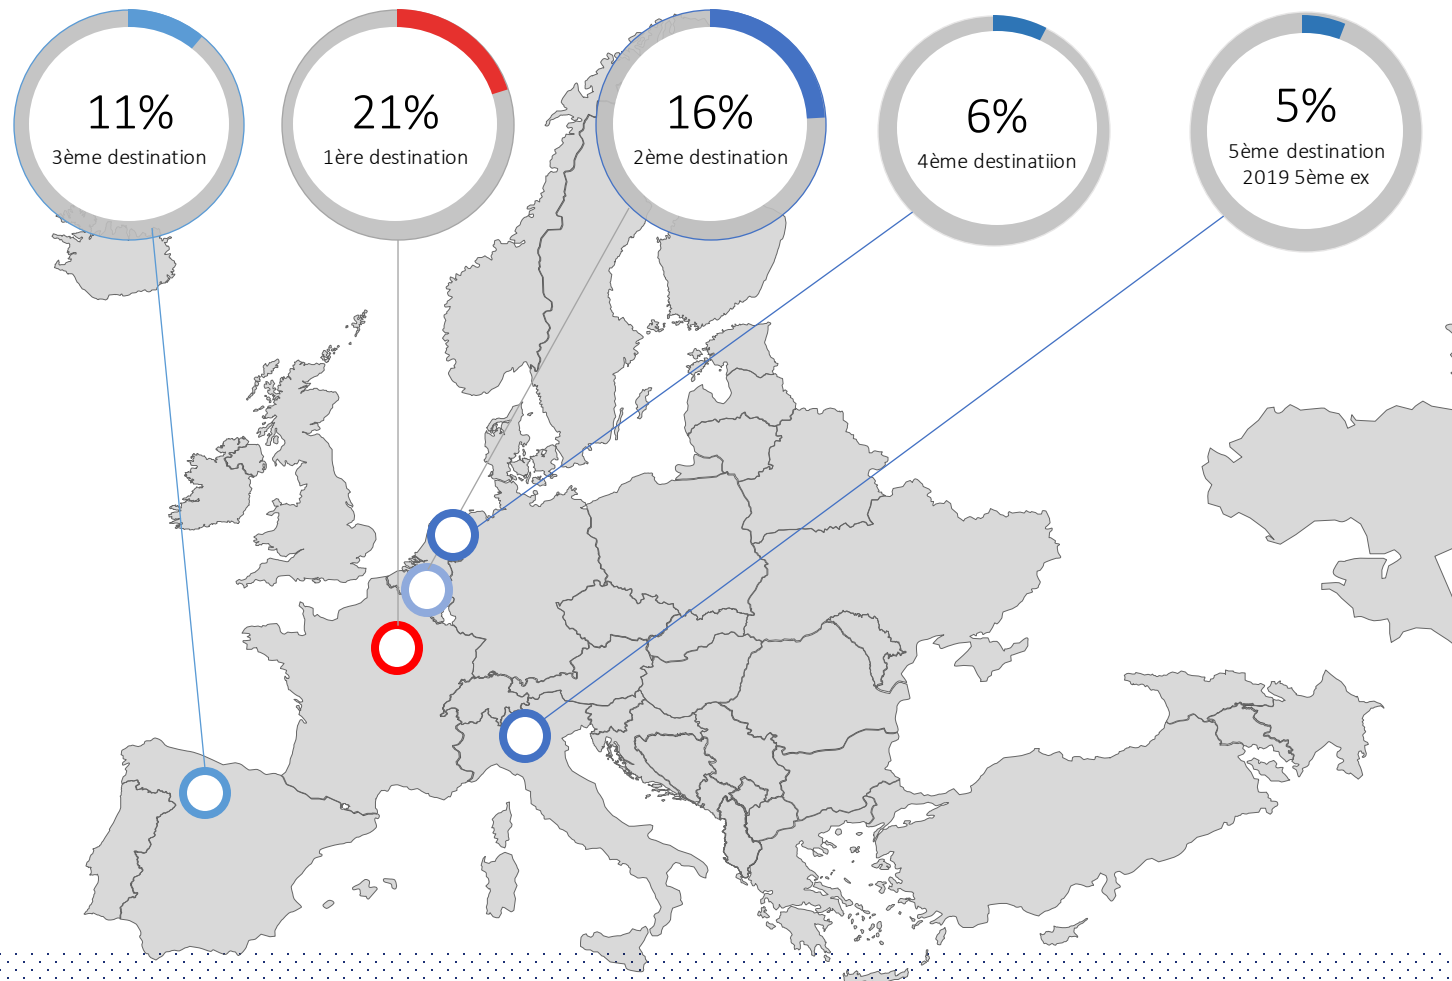 11%
3ème destination
21%
1ère destination
16%
2ème destination
6%
4ème destinatiion
5%
5ème destination
2019 5ème ex